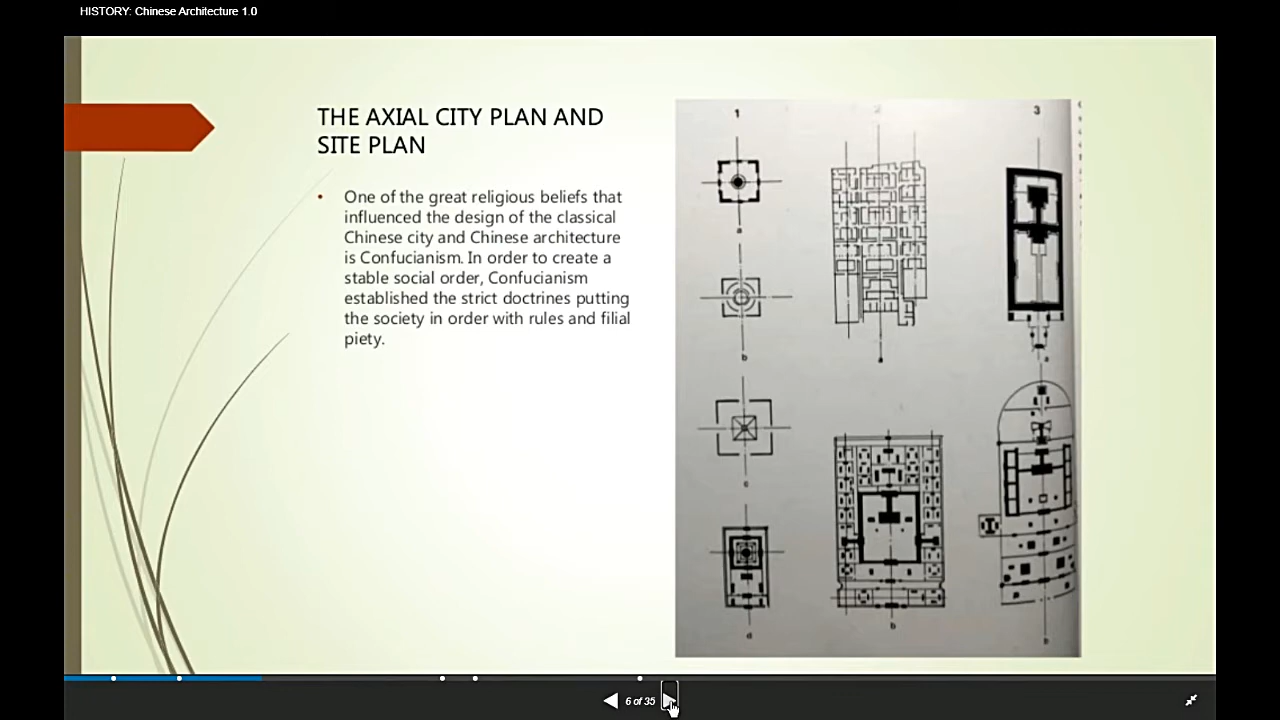 HISTORY: Chinese Architecture 1.0
THE AXIAL CITY PLAN AND
SITE PLAN
• One of the great religious beliefs that
influenced the design of the classical
Chinese city and Chinese architecture
is Confucianism. In order to create a
stable social order, Confucianism
established the strict doctrines putting
the society in order with rules and filial
piety.
1 2 3
a
b
c
d
a
b
a
6 of 35